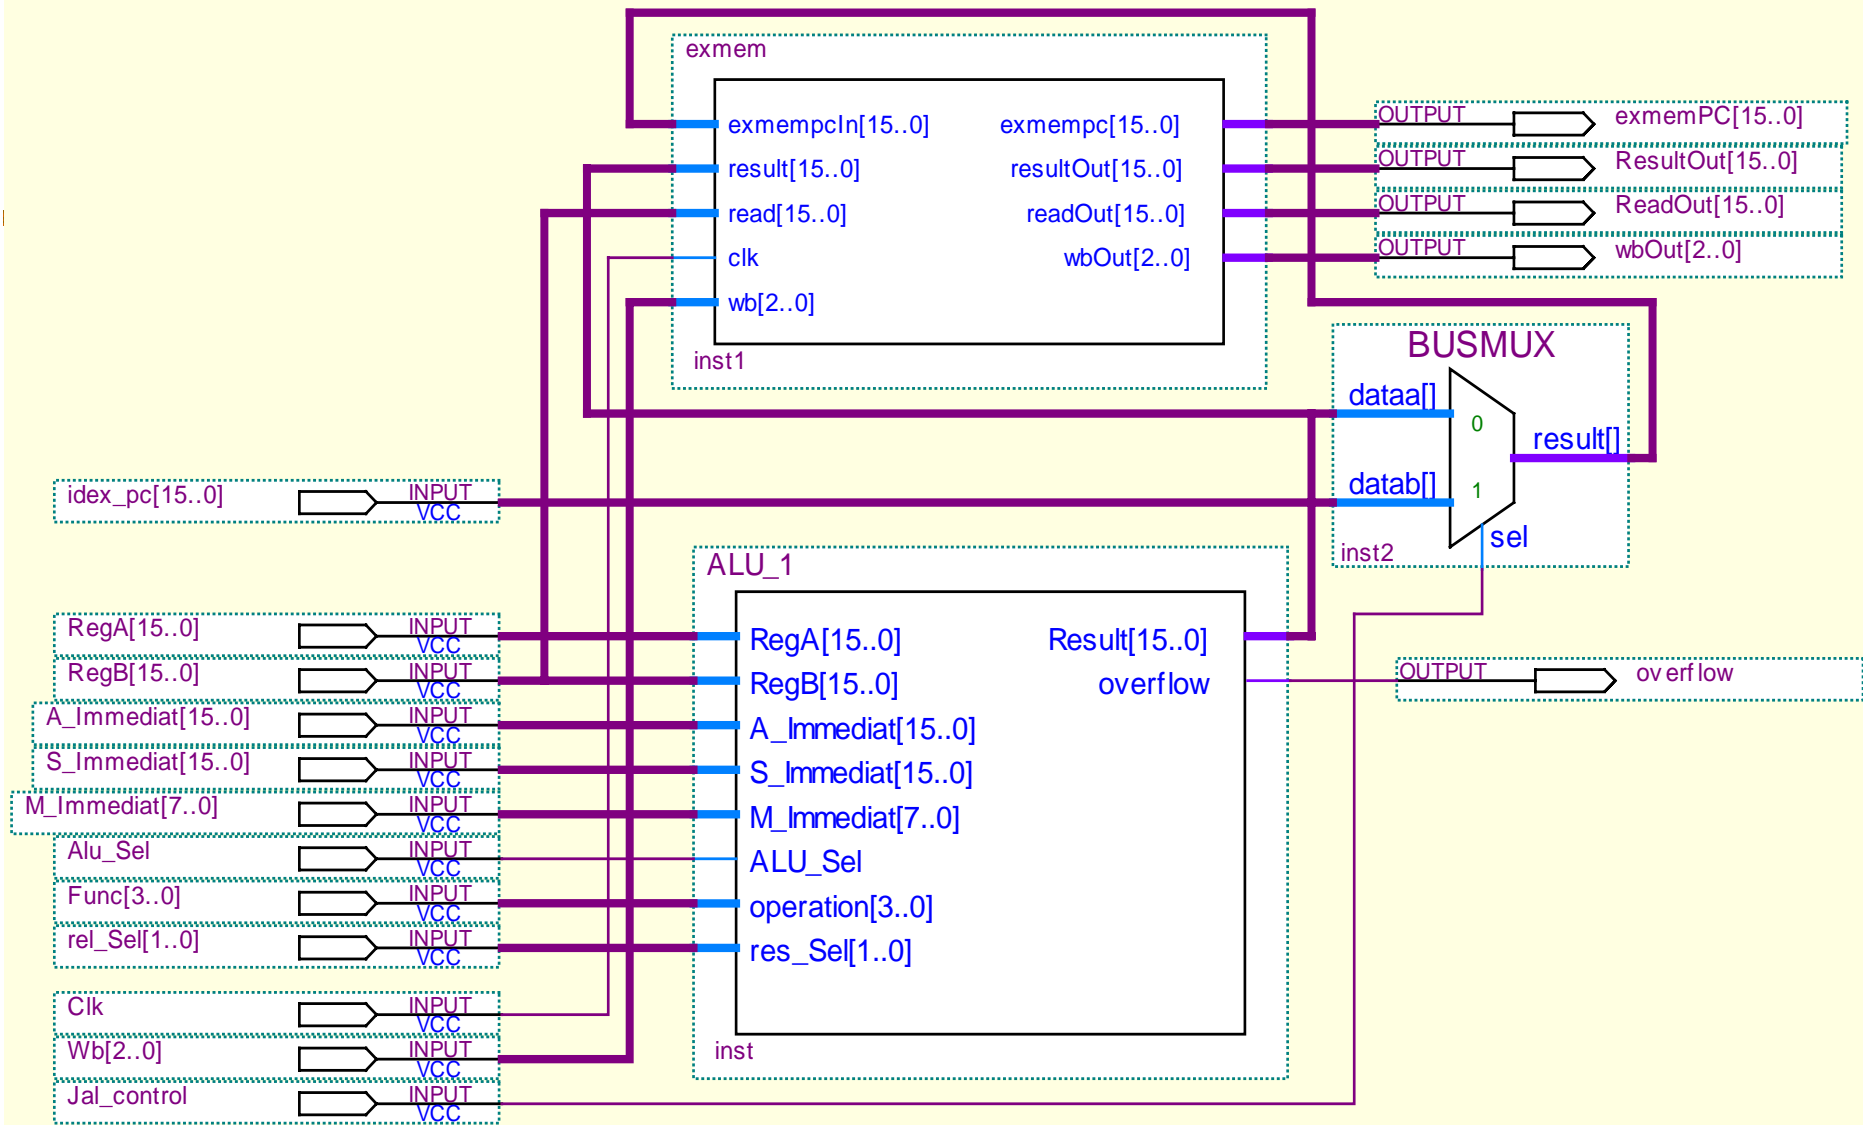 exmem
exmempcIn[15..0] exmempc[15..0]
result[15..0] resultOut[15..0]
read[15..0] readOut[15..0]
clk wbOut[2..0]
wb[2..0]
inst1
OUTPUT exmemPC[15..0]
OUTPUT ResultOut[15..0]
OUTPUT ReadOut[15..0]
OUTPUT wbOut[2..0]
BUSMUX
dataa[]
0
result[]
datab[]
1
sel
inst2
idex_pc[15..0] INPUT
VCC
ALU_1
RegA[15..0] INPUT
VCC
RegB[15..0] INPUT
VCC
A_Immediat[15..0] INPUT
VCC
S_Immediat[15..0] INPUT
VCC
M_Immediat[7..0] INPUT
VCC
Alu_Sel INPUT
VCC
Func[3..0] INPUT
VCC
rel_Sel[1..0] INPUT
VCC
Clk INPUT
VCC
Wb[2..0] INPUT
VCC
Jal_control INPUT
VCC
RegA[15..0] Result[15..0]
RegB[15..0] overflow
A_Immediat[15..0]
S_Immediat[15..0]
M_Immediat[7..0]
ALU_Sel
operation[3..0]
res_Sel[1..0]
inst
OUTPUT overflow